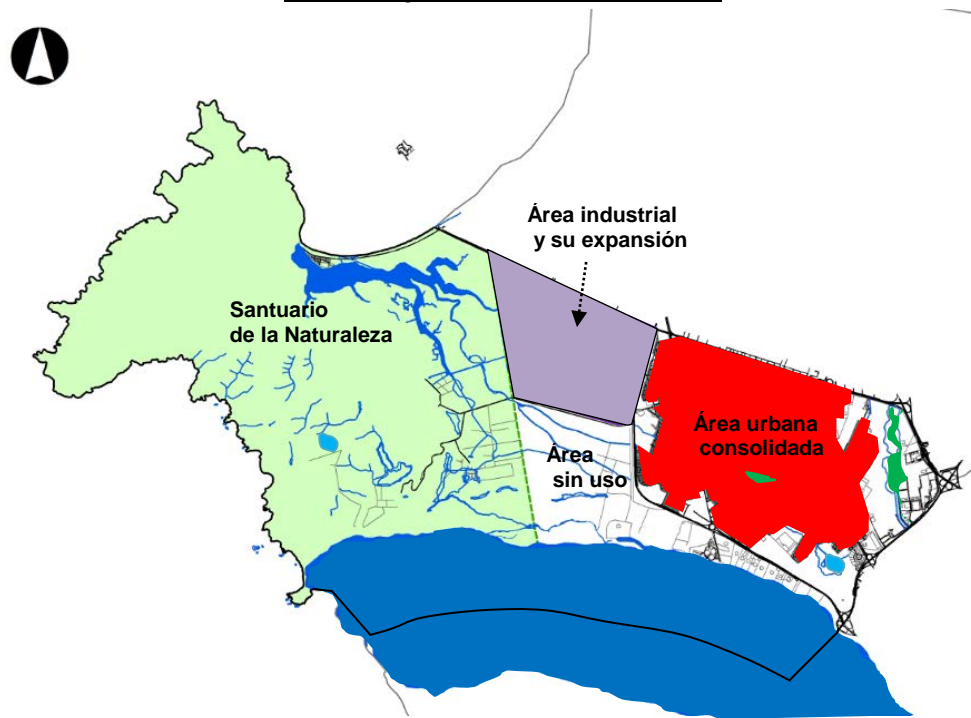 Área industrial
y su expansión
Santuario
de la Naturaleza
Área urbana
consolidada
Área
sin uso